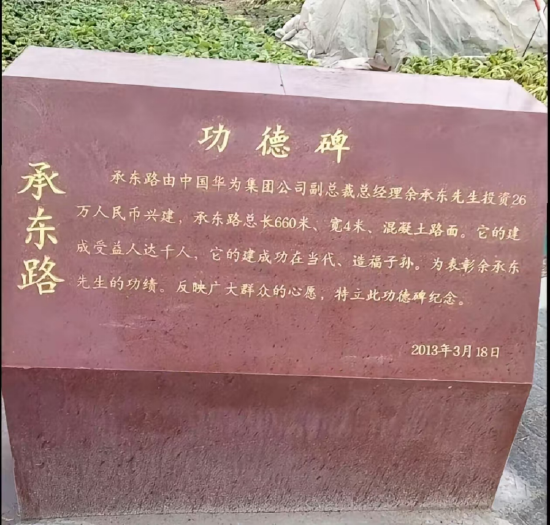 功德碑
承东路
承东路由中国华为集团公司副总裁总经理余承东先生投资26
万人民币兴建，承东路总长660米、宽4米、混凝土路面。它的建
成受益人达千人，它的建成功在当代、造福子孙。为表彰余承东
先生的功绩。反映广大群众的心愿，特立此功德碑纪念。
2013年3月18日